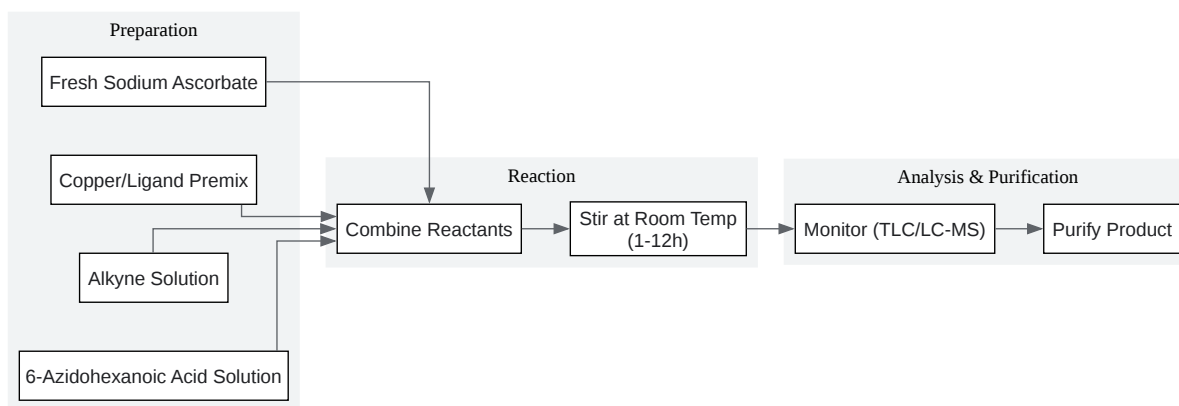 Preparation
Fresh Sodium Ascorbate
Copper/Ligand Premix
Alkyne Solution
6-Azidohexanoic Acid Solution
Reaction
Combine Reactants
Stir at Room Temp
(1-12h)
Analysis & Purification
Monitor (TLC/LC-MS)
Purify Product